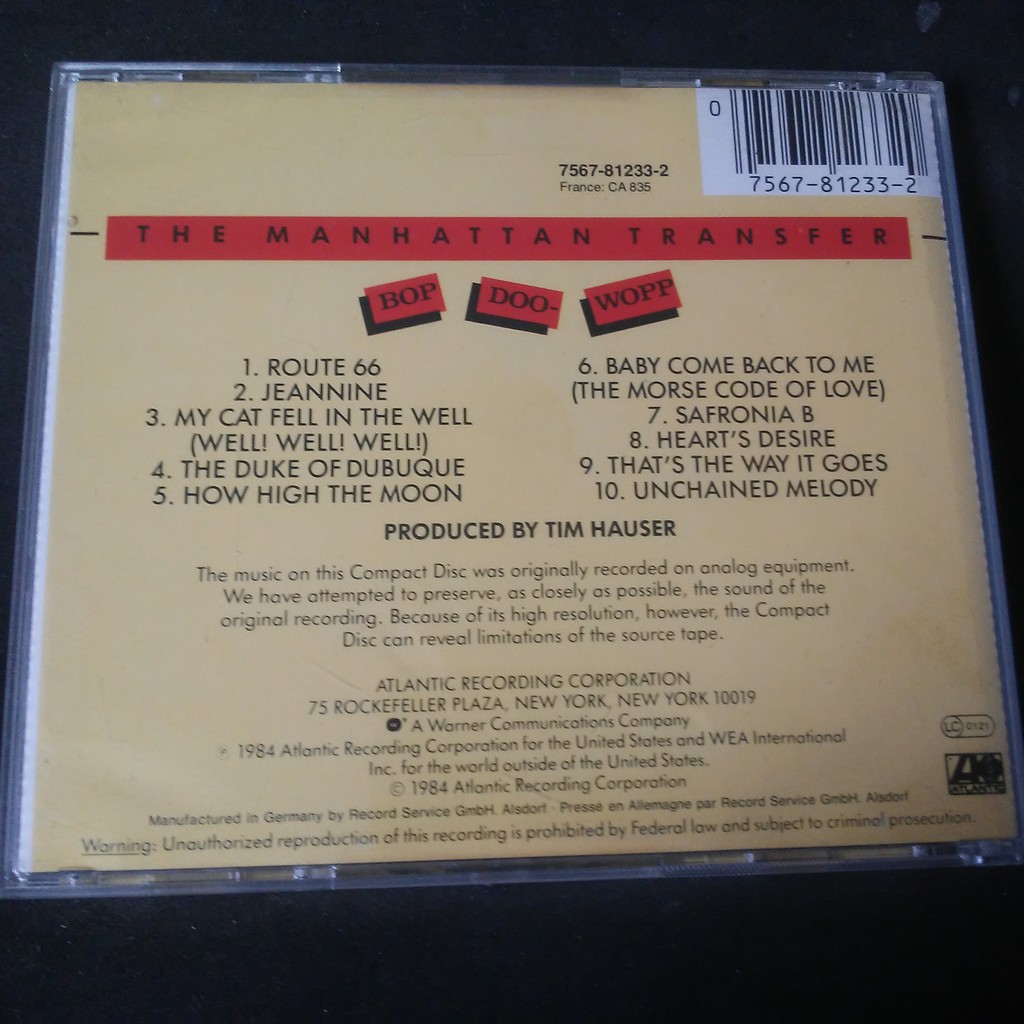 0
7567-81233-2
7567-81233-2
France: CA 835
THE MANHATTAN TRANSFER
BOP DOO- WOPP
1. ROUTE 66
2. JEANNINE
3. MY CAT FELL IN THE WELL
(WELL! WELL! WELL!)
4. THE DUKE OF DUBUQUE
5. HOW HIGH THE MOON
6. BABY COME BACK TO ME
(THE MORSE CODE OF LOVE)
7. SAFRONIA B
8. HEART'S DESIRE
9. THAT'S THE WAY IT GOES
10. UNCHAINED MELODY
PRODUCED BY TIM HAUSER
The music on this Compact Disc was originally recorded on analog equipment.
We have attempted to preserve, as closely as possible, the sound of the
original recording. Because of its high resolution, however, the Compact
Disc can reveal limitations of the source tape.
ATLANTIC RECORDING CORPORATION
75 ROCKEFELLER PLAZA, NEW YORK, NEW YORK 10019
A Warner Communications Company
℗ 1984 Atlantic Recording Corporation for the United States and WEA International
Inc. for the world outside of the United States.
© 1984 Atlantic Recording Corporation
LC 0121
ATLANTIC
Manufactured in Germany by Record Service GmbH. Alsdorf · Pressé en Allemagne par Record Service GmbH. Alsdorf
Warning: Unauthorized reproduction of this recording is prohibited by Federal law and subject to criminal prosecution.